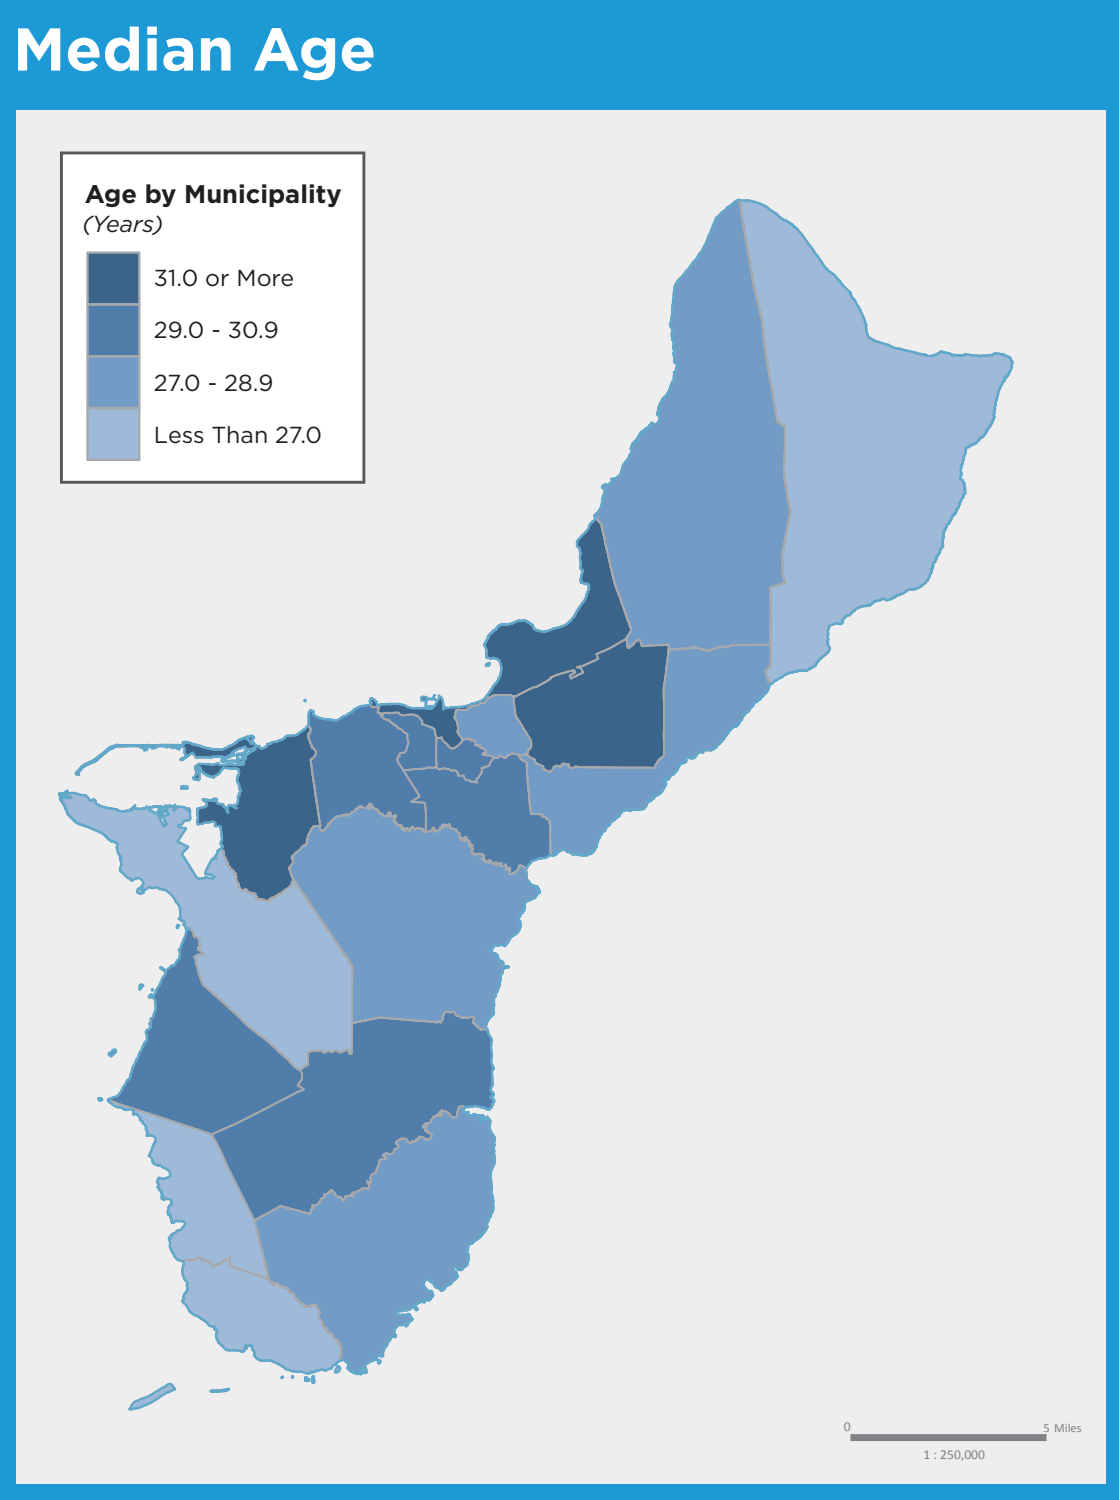 Median Age
Age by Municipality
(Years)
31.0 or More
29.0 - 30.9
27.0 - 28.9
Less Than 27.0
0 5 Miles
1 : 250,000